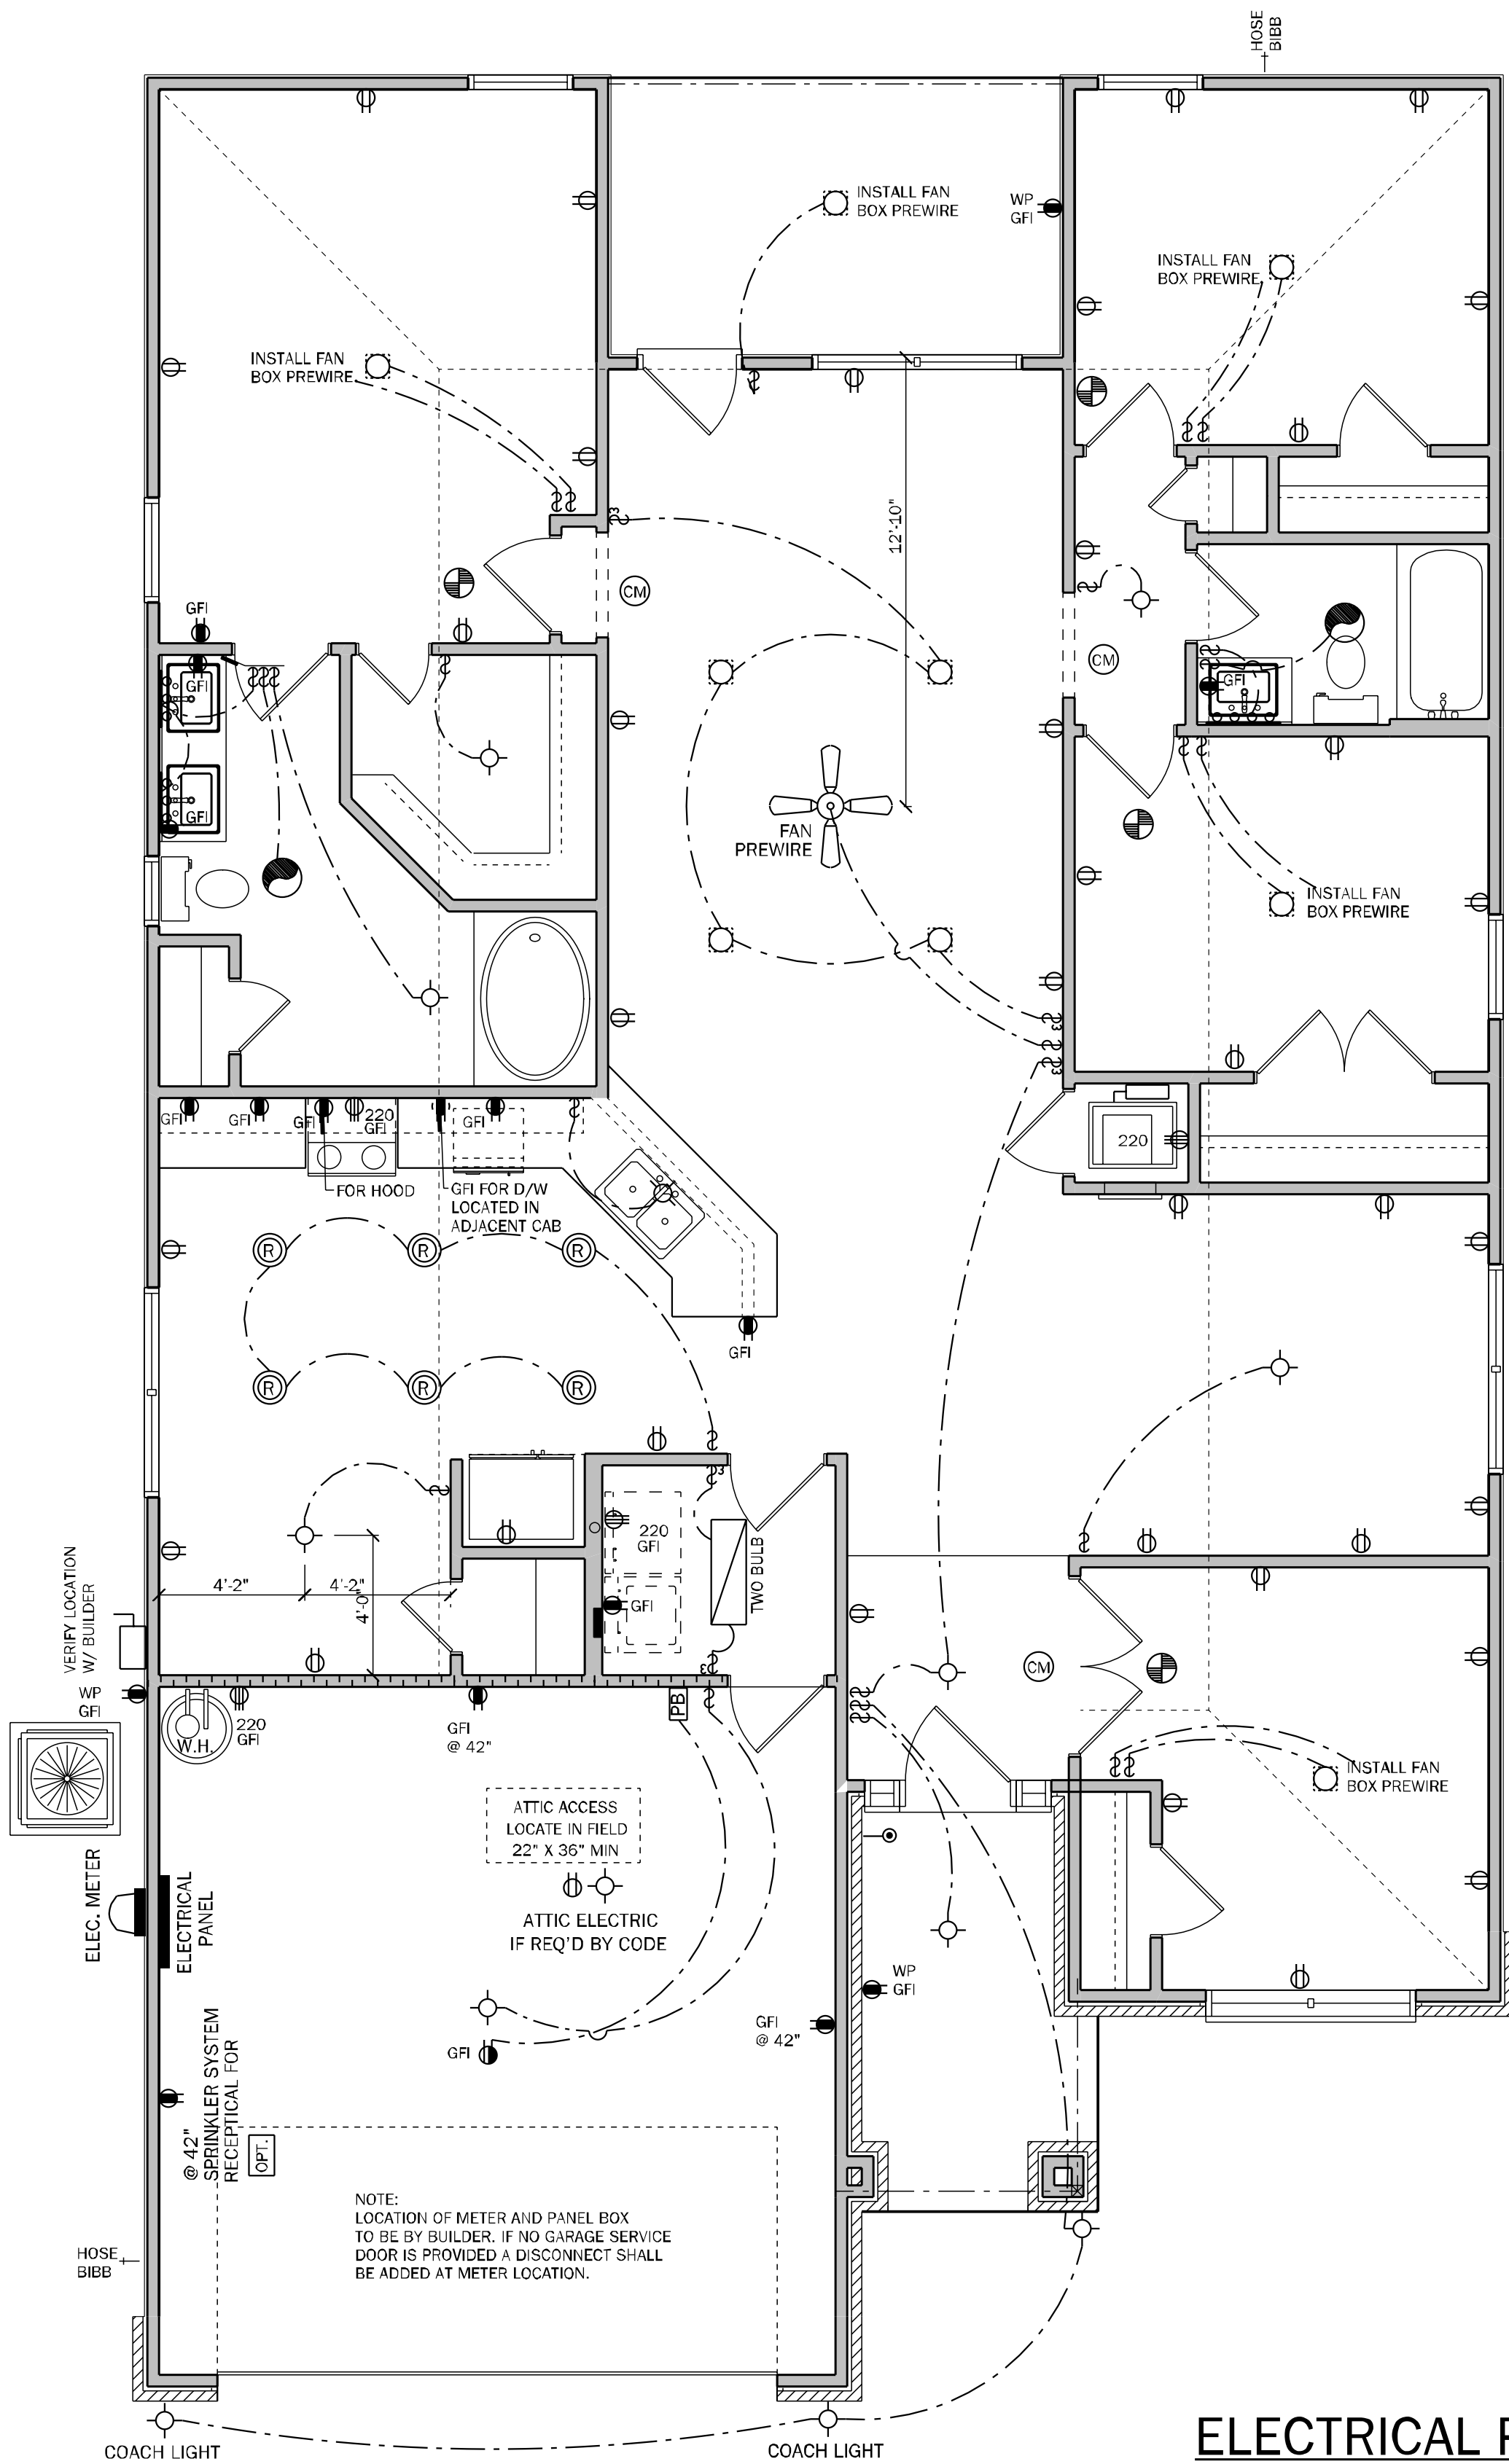 HOSE
BIBB
INSTALL FAN
BOX PREWIRE
WP
GFI
INSTALL FAN
BOX PREWIRE
INSTALL FAN
BOX PREWIRE
12'-10"
3
CM
GFI
GFI
CM
GFI
GFI
FAN
PREWIRE
INSTALL FAN
BOX PREWIRE
3
3
GFI
GFI
GFI
220
GFI
GFI
220
FOR HOOD
GFI FOR D/W
LOCATED IN
ADJACENT CAB
R
R
R
GFI
R
R
R
3
220
GFI
TWO BULB
4'-2"
4'-2"
4'-0"
GFI
VERIFY LOCATION
W/ BUILDER
3
CM
WP
GFI
W.H.
220
GFI
GFI
@ 42"
PB
INSTALL FAN
BOX PREWIRE
ATTIC ACCESS
LOCATE IN FIELD
22" X 36" MIN
ELEC. METER
ELECTRICAL
PANEL
ATTIC ELECTRIC
IF REQ'D BY CODE
WP
GFI
GFI
@ 42"
GFI
@ 42"
SPRINKLER SYSTEM
RECEPTICAL FOR
OPT.
NOTE:
LOCATION OF METER AND PANEL BOX
TO BE BY BUILDER. IF NO GARAGE SERVICE
DOOR IS PROVIDED A DISCONNECT SHALL
BE ADDED AT METER LOCATION.
HOSE
BIBB
COACH LIGHT
COACH LIGHT
ELECTRICAL